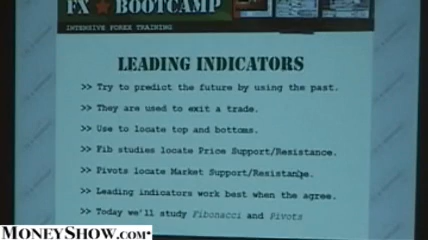 FX ★ BOOTCAMP
INTENSIVE FOREX TRAINING
LEADING INDICATORS
>> Try to predict the future by using the past.
>> They are used to exit a trade.
>> Use to locate top and bottoms.
>> Fib studies locate Price Support/Resistance.
>> Pivots locate Market Support/Resistance.
>> Leading indicators work best when the agree.
>> Today we'll study Fibonacci and Pivots
MoneyShow.com™